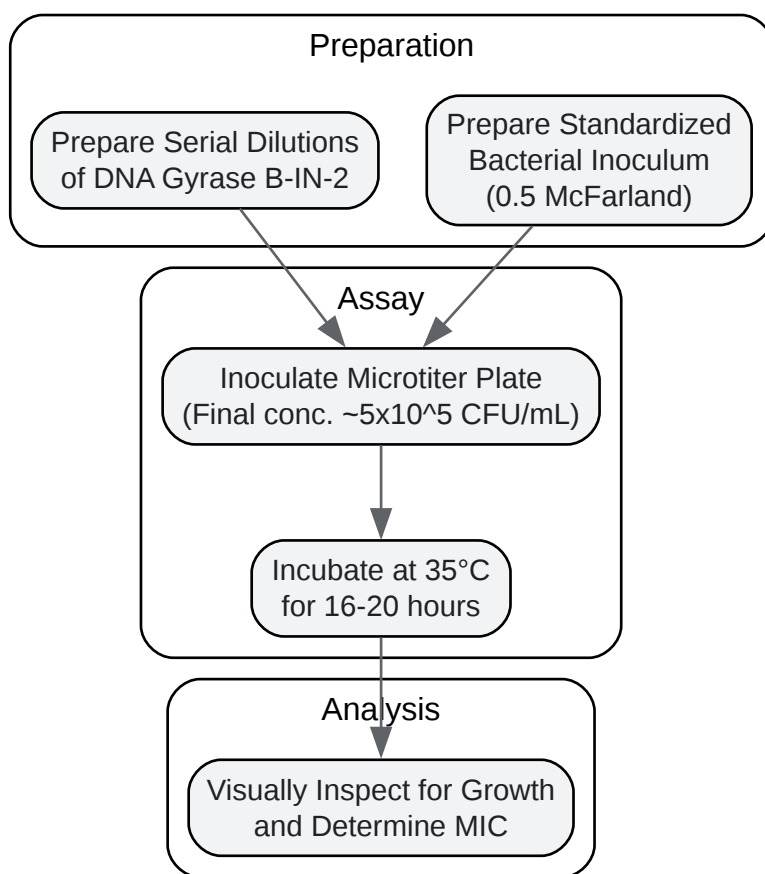 Preparation
Prepare Serial Dilutions
of DNA Gyrase B-IN-2
Prepare Standardized
Bacterial Inoculum
(0.5 McFarland)
Assay
Inoculate Microtiter Plate
(Final conc. ~5x10^5 CFU/mL)
Incubate at 35°C
for 16-20 hours
Analysis
Visually Inspect for Growth
and Determine MIC